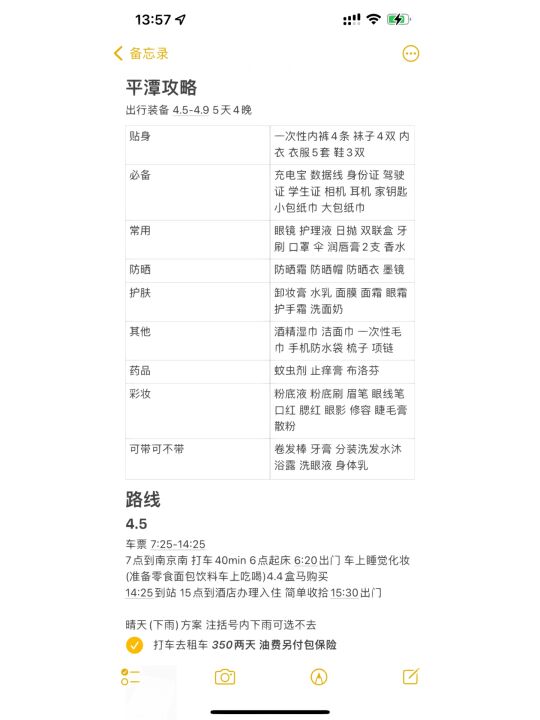 13:57
备忘录
平潭攻略
出行装备 4.5-4.9 5天4晚
贴身
一次性内裤4条 袜子4双 内
衣 衣服5套 鞋3双
必备
充电宝 数据线 身份证 驾驶
证 学生证 相机 耳机 家钥匙
小包纸巾 大包纸巾
常用
眼镜 护理液 日抛 双联盒 牙
刷 口罩 伞 润唇膏2支 香水
防晒
防晒霜 防晒帽 防晒衣 墨镜
护肤
卸妆膏 水乳 面膜 面霜 眼霜
护手霜 洗面奶
其他
酒精湿巾 洁面巾 一次性毛
巾 手机防水袋 梳子 项链
药品
蚊虫剂 止痒膏 布洛芬
彩妆
粉底液 粉底刷 眉笔 眼线笔
口红 腮红 眼影 修容 睫毛膏
散粉
可带可不带
卷发棒 牙膏 分装洗发水沐
浴露 洗眼液 身体乳
路线
4.5
车票 7:25-14:25
7点到南京南 打车40min 6点起床 6:20出门 车上睡觉化妆
(准备零食面包饮料车上吃喝)4.4盒马购买
14:25到站 15点到酒店办理入住 简单收拾15:30出门
晴天(下雨)方案 注括号内下雨可选不去
打车去租车 350两天 油费另付包保险